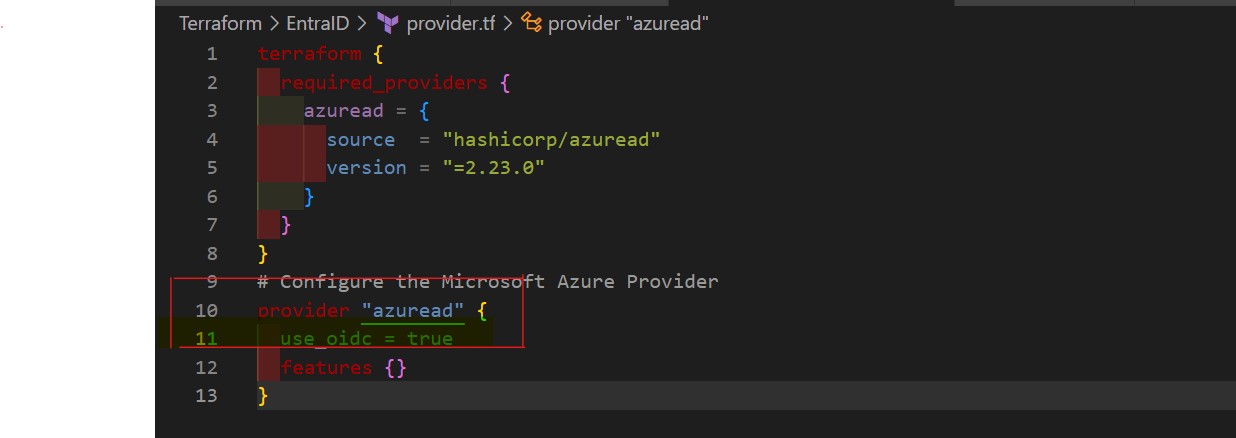 Terraform > EntraID > provider.tf > provider "azuread"
1 terraform {
2   required_providers {
3     azuread = {
4       source  = "hashicorp/azuread"
5       version = "=2.23.0"
6     }
7   }
8 }
9 # Configure the Microsoft Azure Provider
10 provider "azuread" {
11   use_oidc = true
12   features {}
13 }